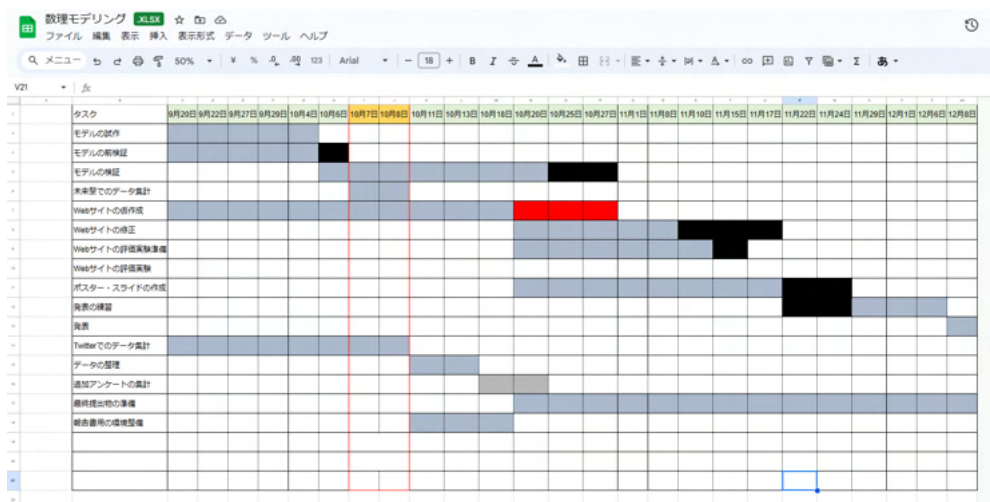 数理モデリング .XLSX
ファイル 編集 表示 挿入 表示形式 データ ツール ヘルプ
メニュー 50% ¥ % .0 .00 123 Arial 18 B I A あ
V21 fx
タスク 9月20日 9月22日 9月27日 9月29日 10月4日 10月6日 10月7日 10月8日 10月11日 10月13日 10月18日 10月20日 10月25日 10月27日 11月1日 11月8日 11月10日 11月15日 11月17日 11月22日 11月24日 11月29日 12月1日 12月6日 12月8日
モデルの試作
モデルの前検証
モデルの検証
未来祭でのデータ集計
Webサイトの仮作成
Webサイトの修正
Webサイトの評価実験準備
Webサイトの評価実験
ポスター・スライドの作成
発表の練習
発表
Twitterでのデータ集計
データの整理
追加アンケートの集計
最終提出物の準備
報告書用の環境整備